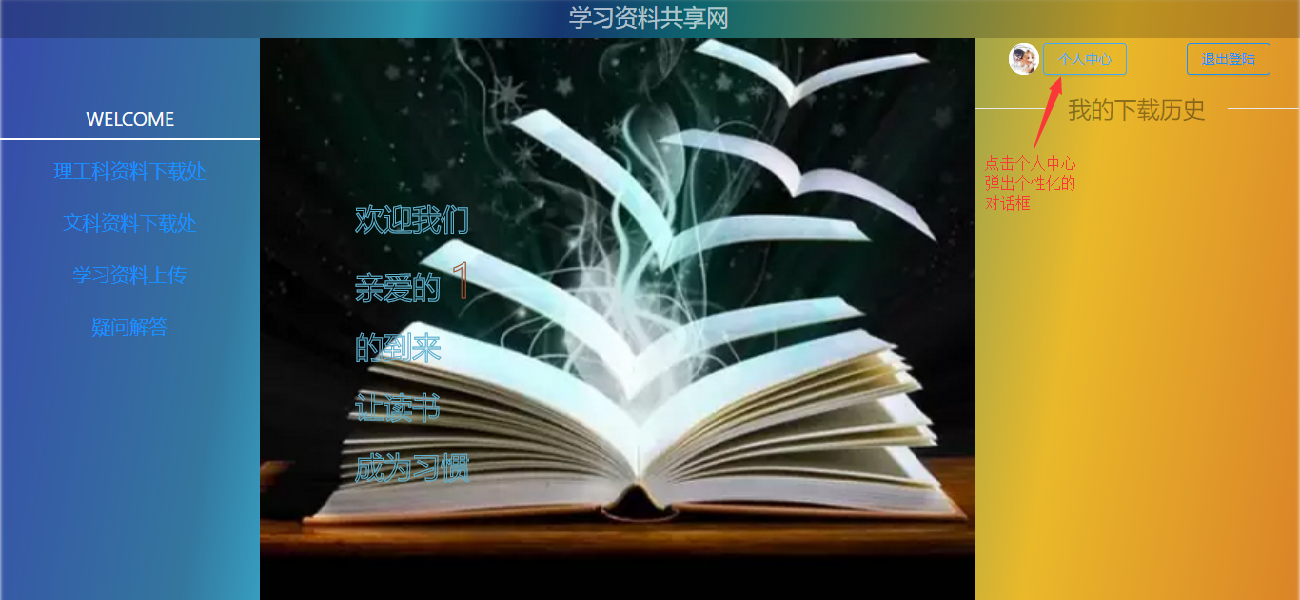 学习资料共享网
WELCOME
理工科资料下载处
文科资料下载处
学习资料上传
疑问解答
欢迎我们
亲爱的 1
的到来
让读书
成为习惯
个人中心
退出登陆
我的下载历史
点击个人中心
弹出个性化的
对话框